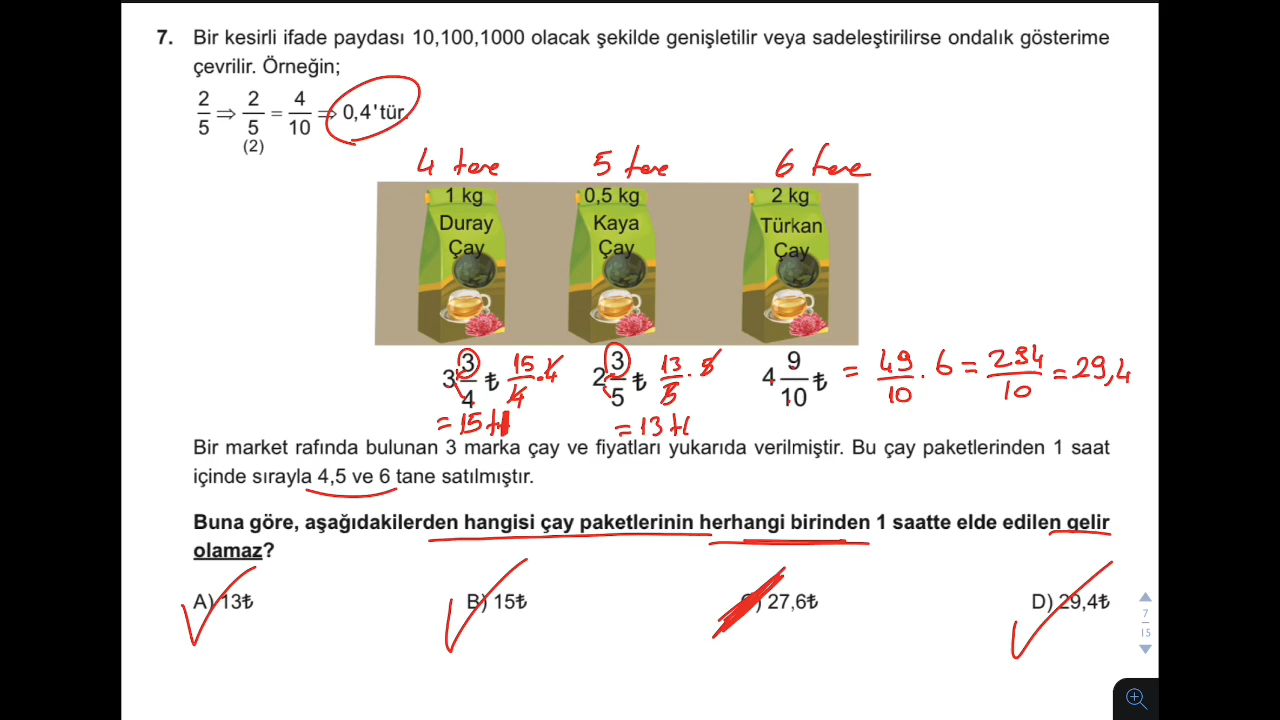 7. Bir kesirli ifade paydası 10,100,1000 olacak şekilde genişletilir veya sadeleştirilirse ondalık gösterime
çevrilir. Örneğin;
2/5 ⇒ 2/5 = 4/10 ⇒ 0,4'tür.
(2)
4 tane 5 tane 6 tane
1 kg 0,5 kg 2 kg
Duray Kaya Türkan
Çay Çay Çay
3 3/4 ₺ 15/4 · 4 2 3/5 ₺ 13/5 · 5 4 9/10 ₺ = 49/10 · 6 = 294/10 = 29,4
= 15 tl = 13 tl
Bir market rafında bulunan 3 marka çay ve fiyatları yukarıda verilmiştir. Bu çay paketlerinden 1 saat
içinde sırayla 4,5 ve 6 tane satılmıştır.
Buna göre, aşağıdakilerden hangisi çay paketlerinin herhangi birinden 1 saatte elde edilen gelir
olamaz?
A) 13₺ B) 15₺ C) 27,6₺ D) 29,4₺
7
15